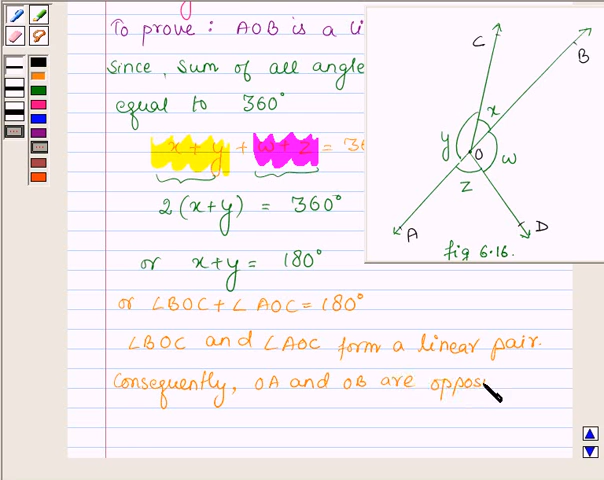 To prove : AOB is a li
Since, Sum of all angle
equal to 360°
x + y + w + z = 36
2(x+y) = 360°
or x+y = 180°
or ∠BOC + ∠AOC = 180°
∠BOC and ∠AOC form a linear pair.
Consequently, OA and OB are oppos
C
B
x
y
O
w
z
A
D
fig 6.16.